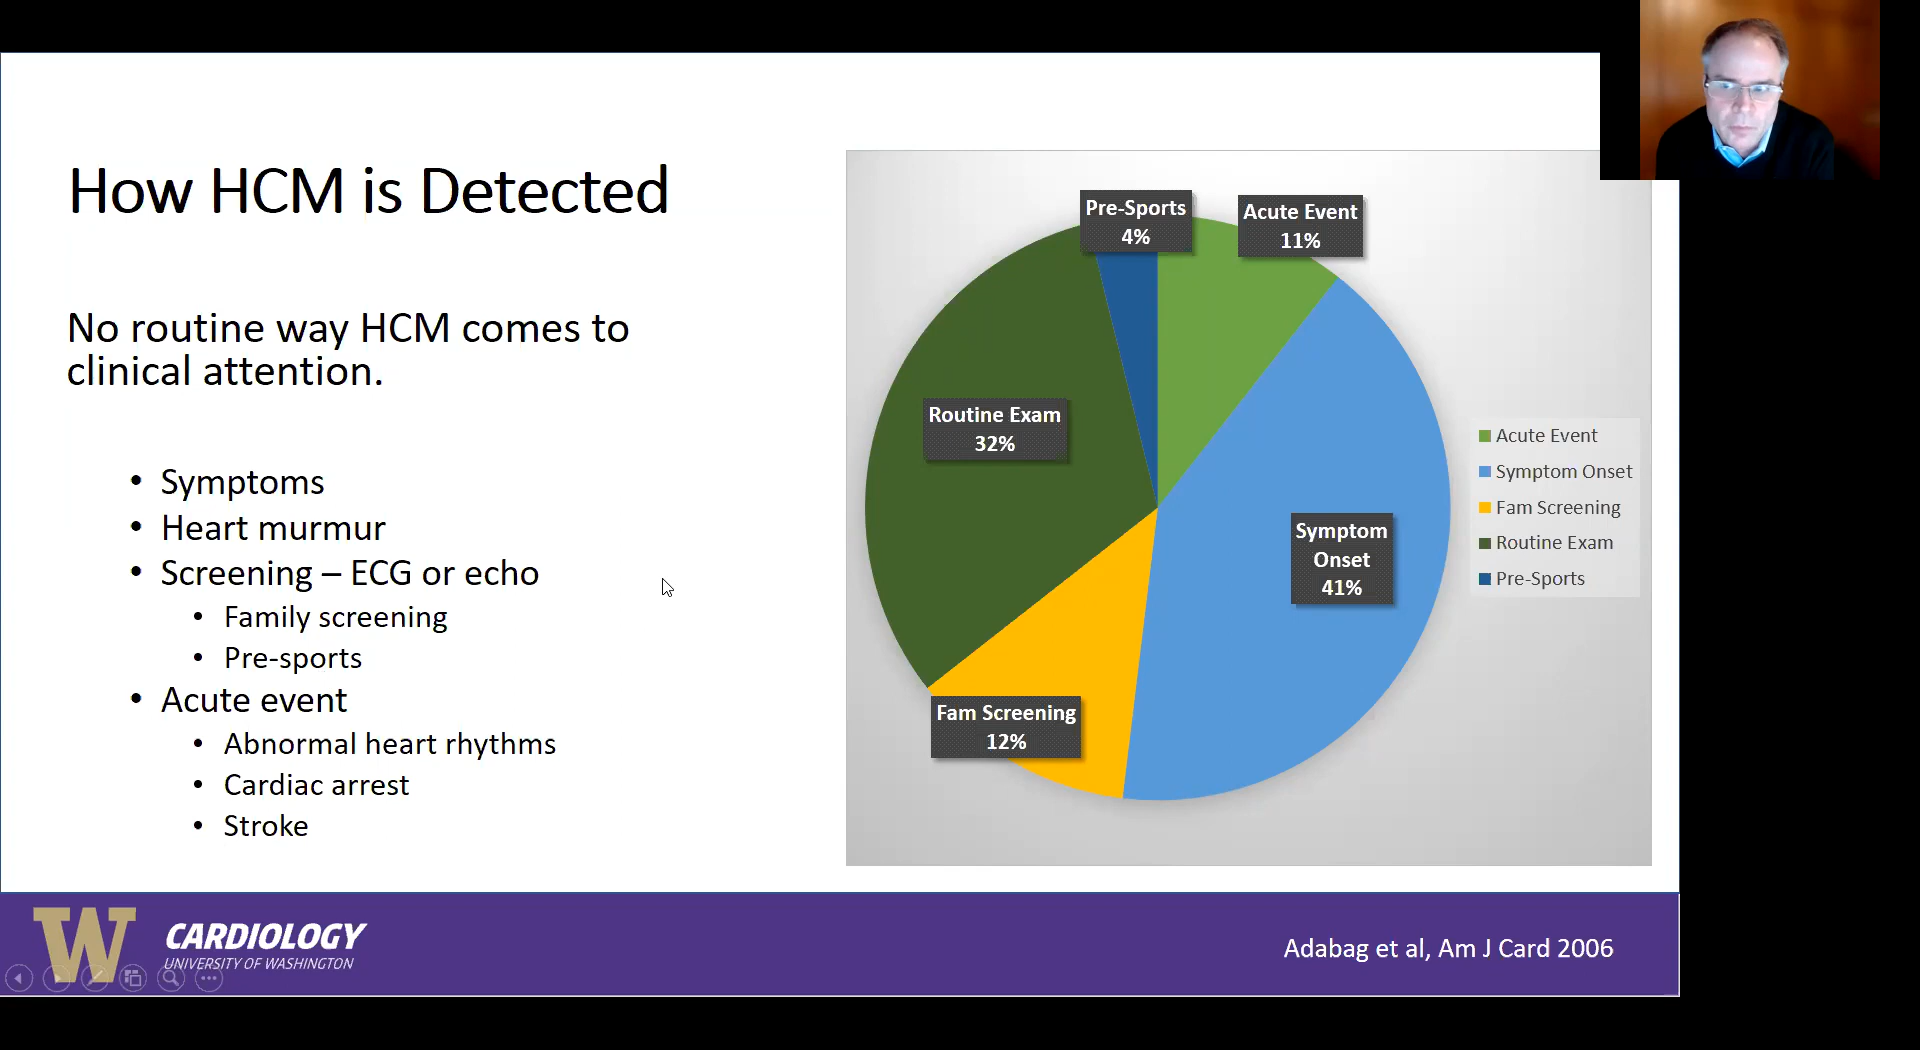 How HCM is Detected
No routine way HCM comes to
clinical attention.
• Symptoms
• Heart murmur
• Screening – ECG or echo
• Family screening
• Pre-sports
• Acute event
• Abnormal heart rhythms
• Cardiac arrest
• Stroke
Pre-Sports
4%
Acute Event
11%
Routine Exam
32%
Symptom
Onset
41%
Fam Screening
12%
Acute Event
Symptom Onset
Fam Screening
Routine Exam
Pre-Sports
W
CARDIOLOGY
UNIVERSITY OF WASHINGTON
Adabag et al, Am J Card 2006